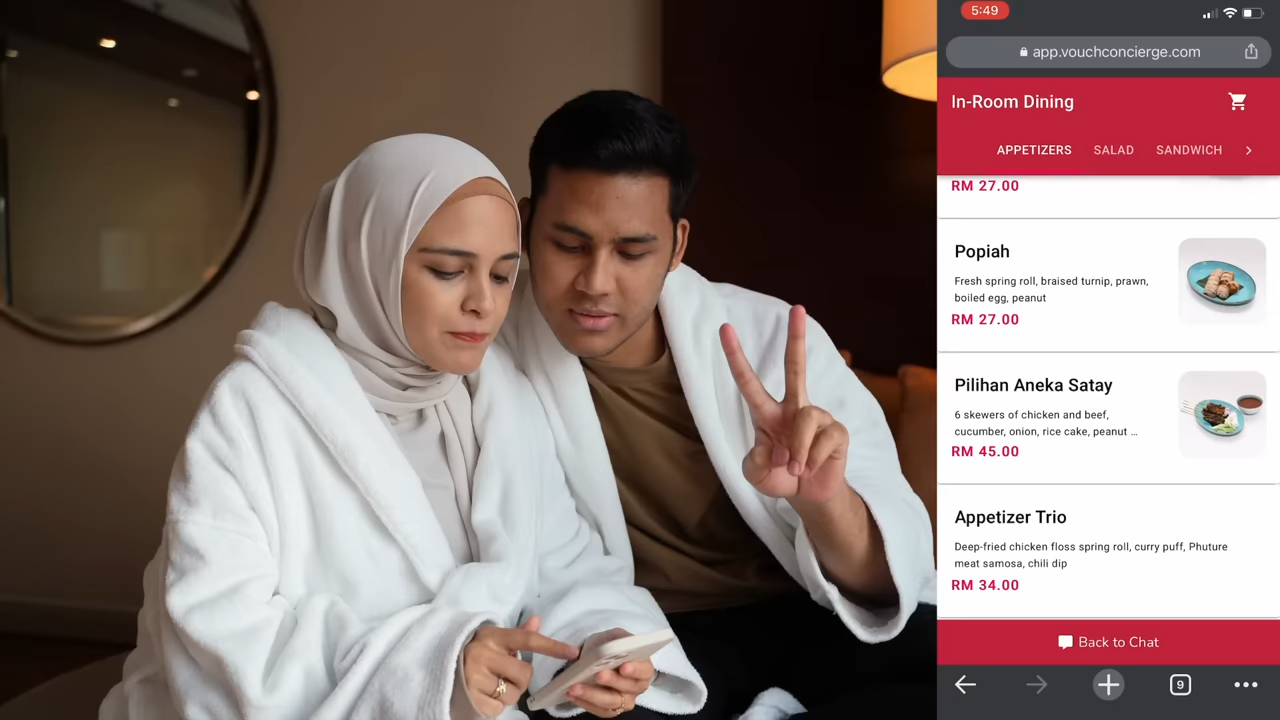 5:49
app.vouchconcierge.com
In-Room Dining
APPETIZERS SALAD SANDWICH
RM 27.00
Popiah
Fresh spring roll, braised turnip, prawn,
boiled egg, peanut
RM 27.00
Pilihan Aneka Satay
6 skewers of chicken and beef,
cucumber, onion, rice cake, peanut ...
RM 45.00
Appetizer Trio
Deep-fried chicken floss spring roll, curry puff, Phuture
meat samosa, chili dip
RM 34.00
Back to Chat
9